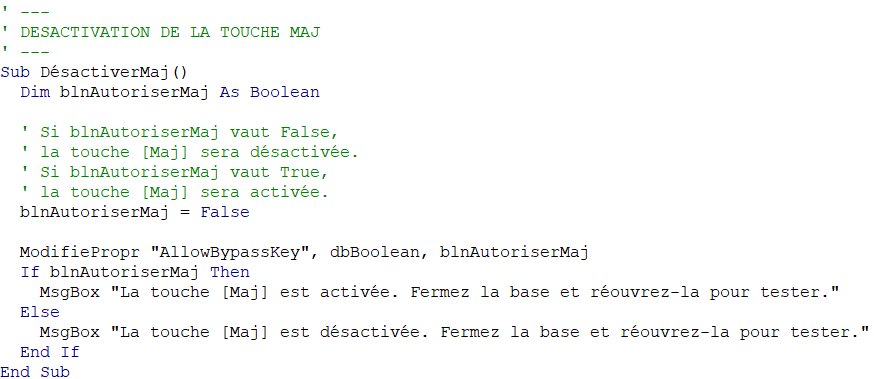 ' ---
' DESACTIVATION DE LA TOUCHE MAJ
' ---
Sub DésactiverMaj()
  Dim blnAutoriserMaj As Boolean

  ' Si blnAutoriserMaj vaut False,
  ' la touche [Maj] sera désactivée.
  ' Si blnAutoriserMaj vaut True,
  ' la touche [Maj] sera activée.
  blnAutoriserMaj = False

  ModifiePropr "AllowBypassKey", dbBoolean, blnAutoriserMaj
  If blnAutoriserMaj Then
    MsgBox "La touche [Maj] est activée. Fermez la base et réouvrez-la pour tester."
  Else
    MsgBox "La touche [Maj] est désactivée. Fermez la base et réouvrez-la pour tester."
  End If
End Sub